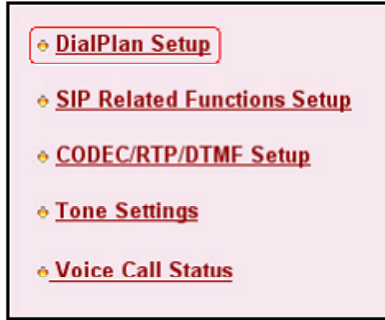 DialPlan Setup
SIP Related Functions Setup
CODEC/RTP/DTMF Setup
Tone Settings
Voice Call Status